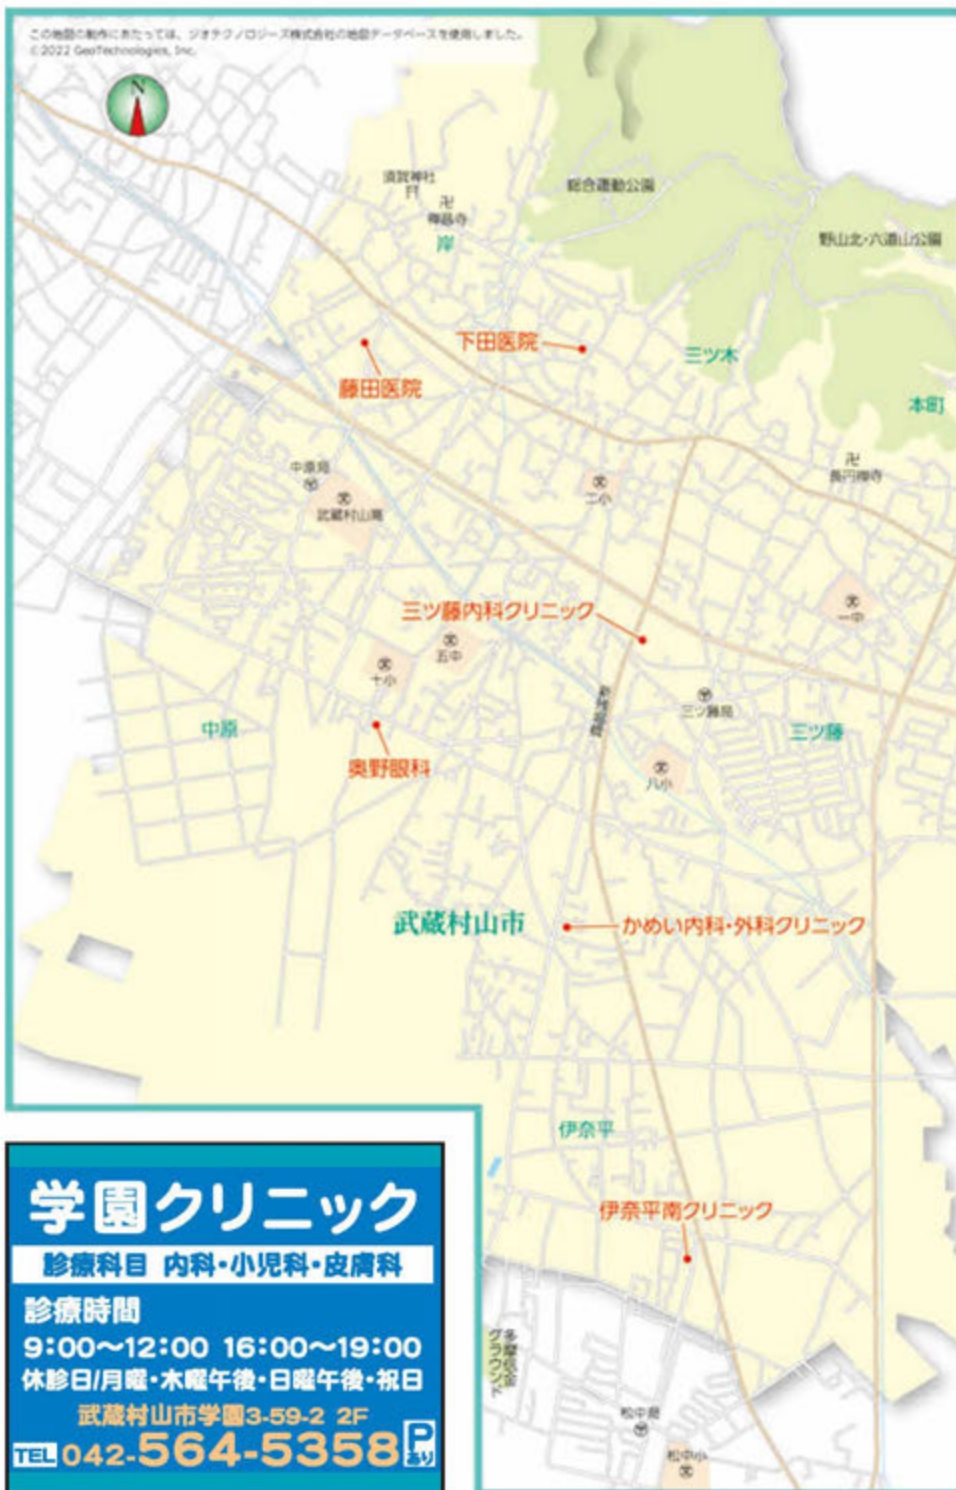 この地図の制作にあたっては、ジオテクノロジーズ株式会社の地図データベースを使用しました。
©2022 GeoTechnologies, Inc.
N
須賀神社
総合運動公園
禅昌寺
岸
野山北・六道山公園
下田医院
三ツ木
藤田医院
本町
中原局
武蔵村山高
二小
長円禅寺
三ツ藤内科クリニック
一中
五中
十小
三ツ藤局
中原
三ツ藤
奥野眼科
八小
武蔵村山市
かめい内科・外科クリニック
伊奈平
伊奈平南クリニック
多摩信金
グラウンド
松中局
松中小
学園クリニック
診療科目 内科・小児科・皮膚科
診療時間
9:00〜12:00 16:00〜19:00
休診日/月曜・木曜午後・日曜午後・祝日
武蔵村山市学園3-59-2 2F
TEL 042-564-5358 Pあり